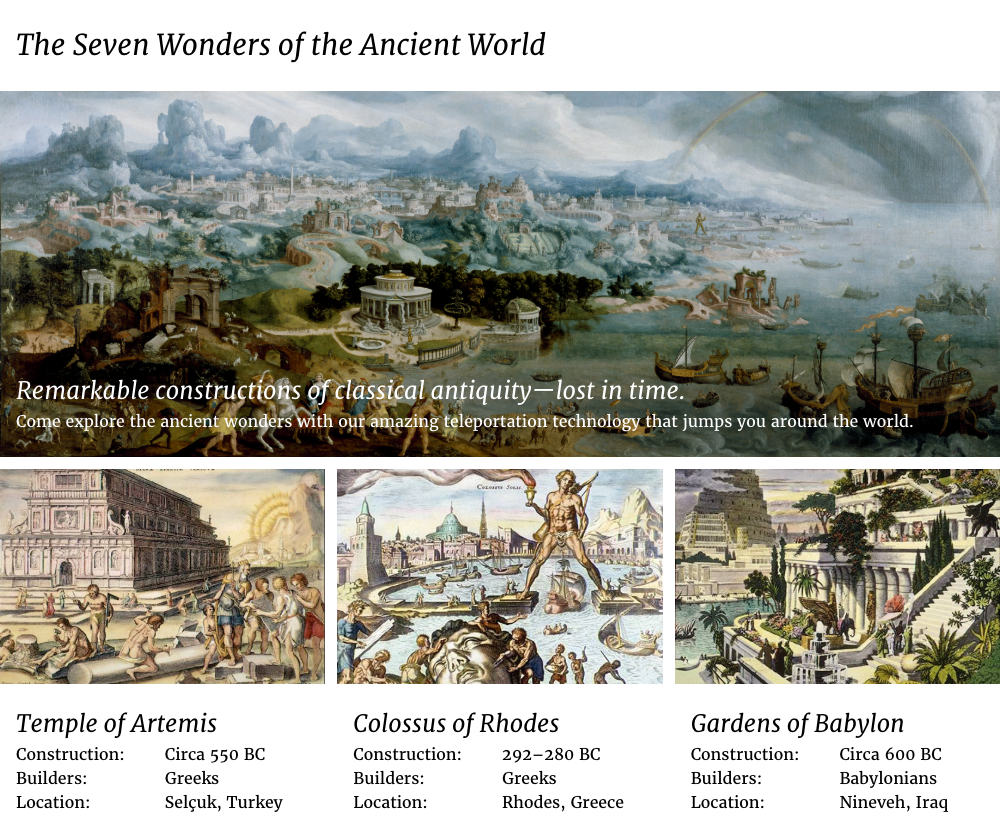 The Seven Wonders of the Ancient World
Remarkable constructions of classical antiquity—lost in time.
Come explore the ancient wonders with our amazing teleportation technology that jumps you around the world.
Colossus Solis.
Temple of Artemis
Construction: Circa 550 BC
Builders: Greeks
Location: Selçuk, Turkey
Colossus of Rhodes
Construction: 292–280 BC
Builders: Greeks
Location: Rhodes, Greece
Gardens of Babylon
Construction: Circa 600 BC
Builders: Babylonians
Location: Nineveh, Iraq